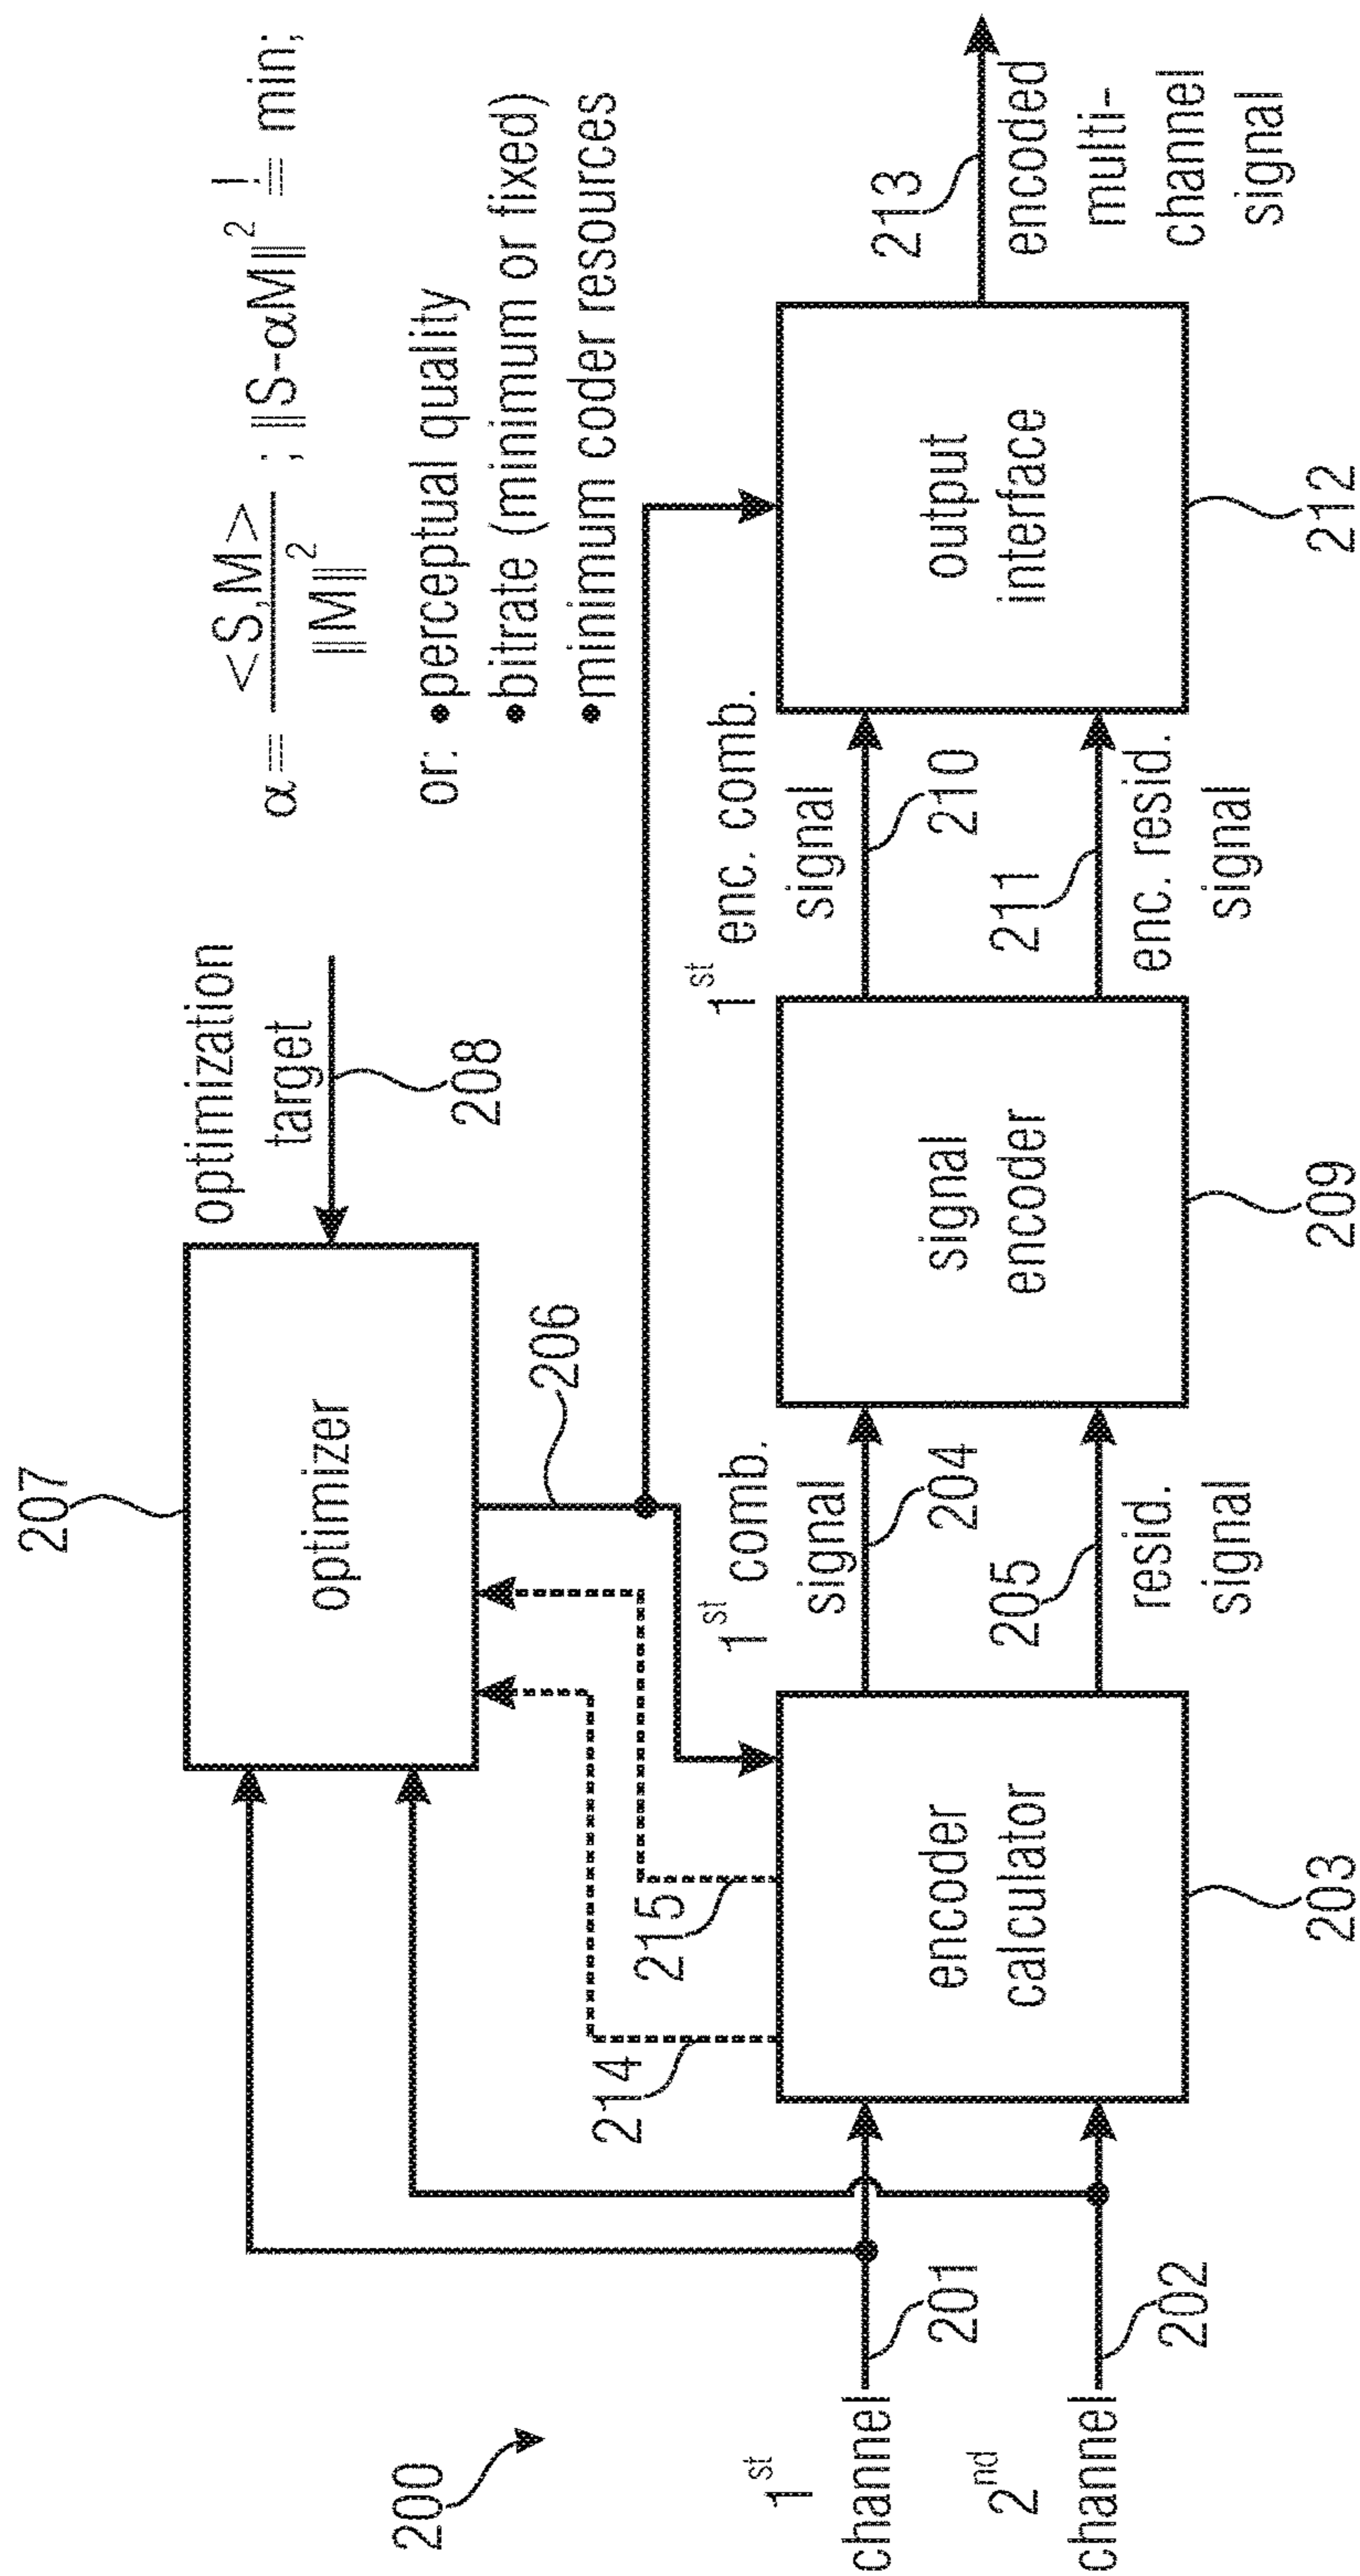 200
1st
channel
201
2nd
channel
202
207
optimizer
optimization
target
208
α= <S,M> / ‖M‖² ; ‖S-αM‖² =! min;
or: •perceptual quality
•bitrate (minimum or fixed)
•minimum coder resources
206
214
215
encoder
calculator
203
1st comb.
signal
204
205
resid.
signal
signal
encoder
209
1st enc. comb.
signal
210
211
enc. resid.
signal
output
interface
212
213
encoded
multi-
channel
signal